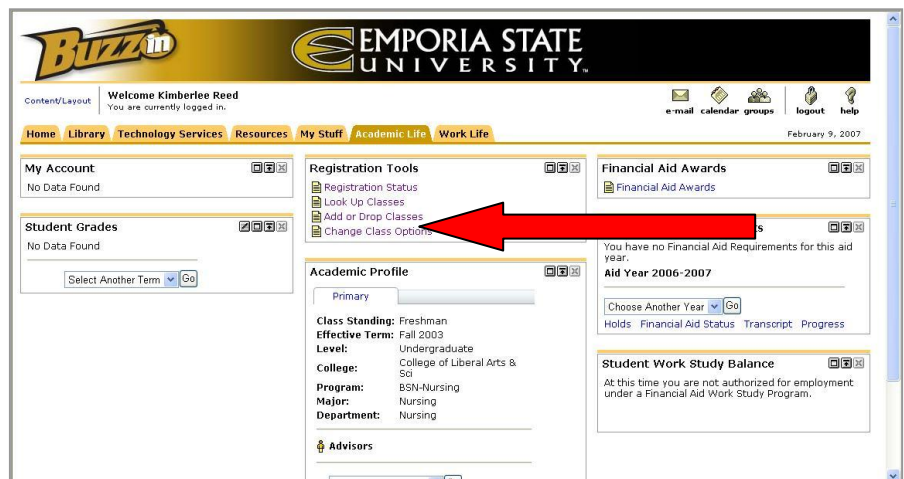 Buzzin
EMPORIA STATE
UNIVERSITY™
Content/Layout
Welcome Kimberlee Reed
You are currently logged in.
e-mail calendar groups logout help
Home Library Technology Services Resources My Stuff Academic Life Work Life
February 9, 2007
My Account
No Data Found
Student Grades
No Data Found
Select Another Term Go
Registration Tools
Registration Status
Look Up Classes
Add or Drop Classes
Change Class Options
Academic Profile
Primary
Class Standing: Freshman
Effective Term: Fall 2003
Level: Undergraduate
College: College of Liberal Arts &
Sci
Program: BSN-Nursing
Major: Nursing
Department: Nursing
Advisors
Financial Aid Awards
Financial Aid Awards
You have no Financial Aid Requirements for this aid
year.
Aid Year 2006-2007
Choose Another Year Go
Holds Financial Aid Status Transcript Progress
Student Work Study Balance
At this time you are not authorized for employment
under a Financial Aid Work Study Program.